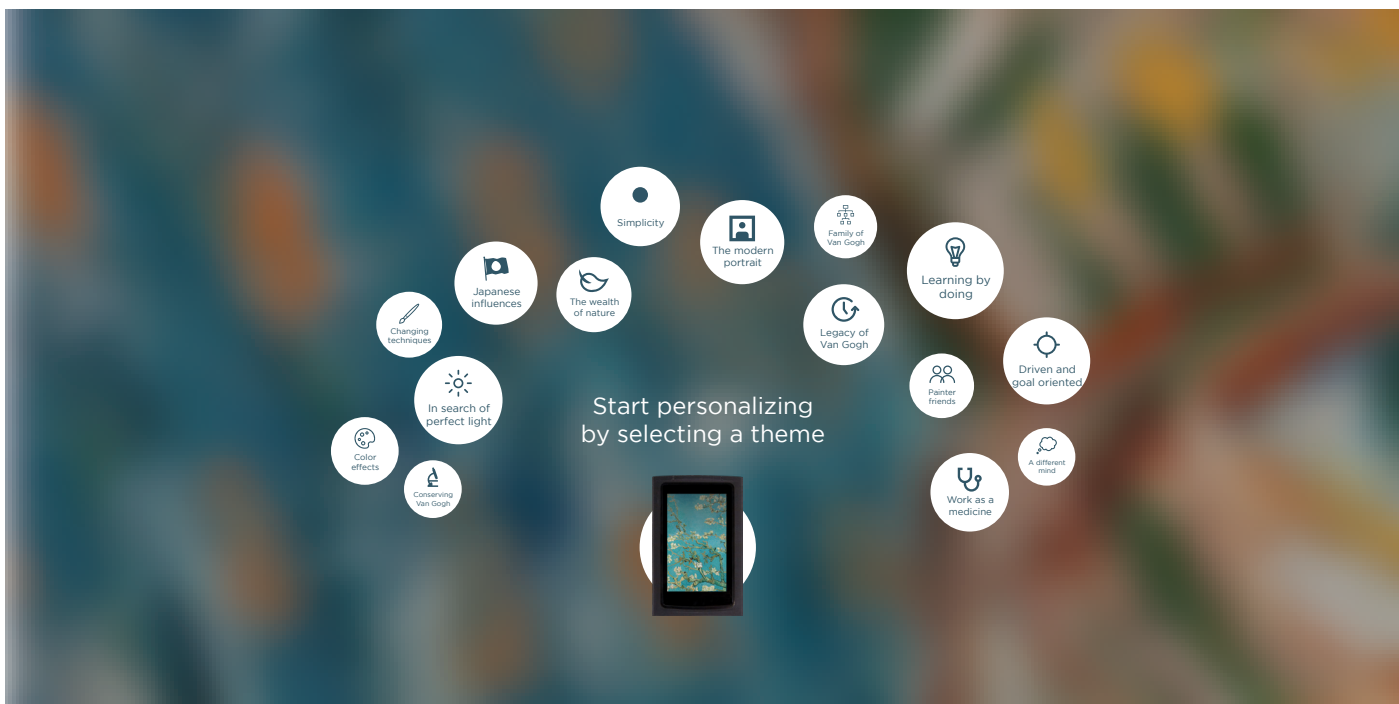 Simplicity
The modern
portrait
Family of
Van Gogh
Learning by
doing
Japanese
influences
The wealth
of nature
Changing
techniques
Legacy of
Van Gogh
Driven and
goal oriented
In search of
perfect light
Painter
friends
Start personalizing
by selecting a theme
Color
effects
A different
mind
Conserving
Van Gogh
Work as a
medicine